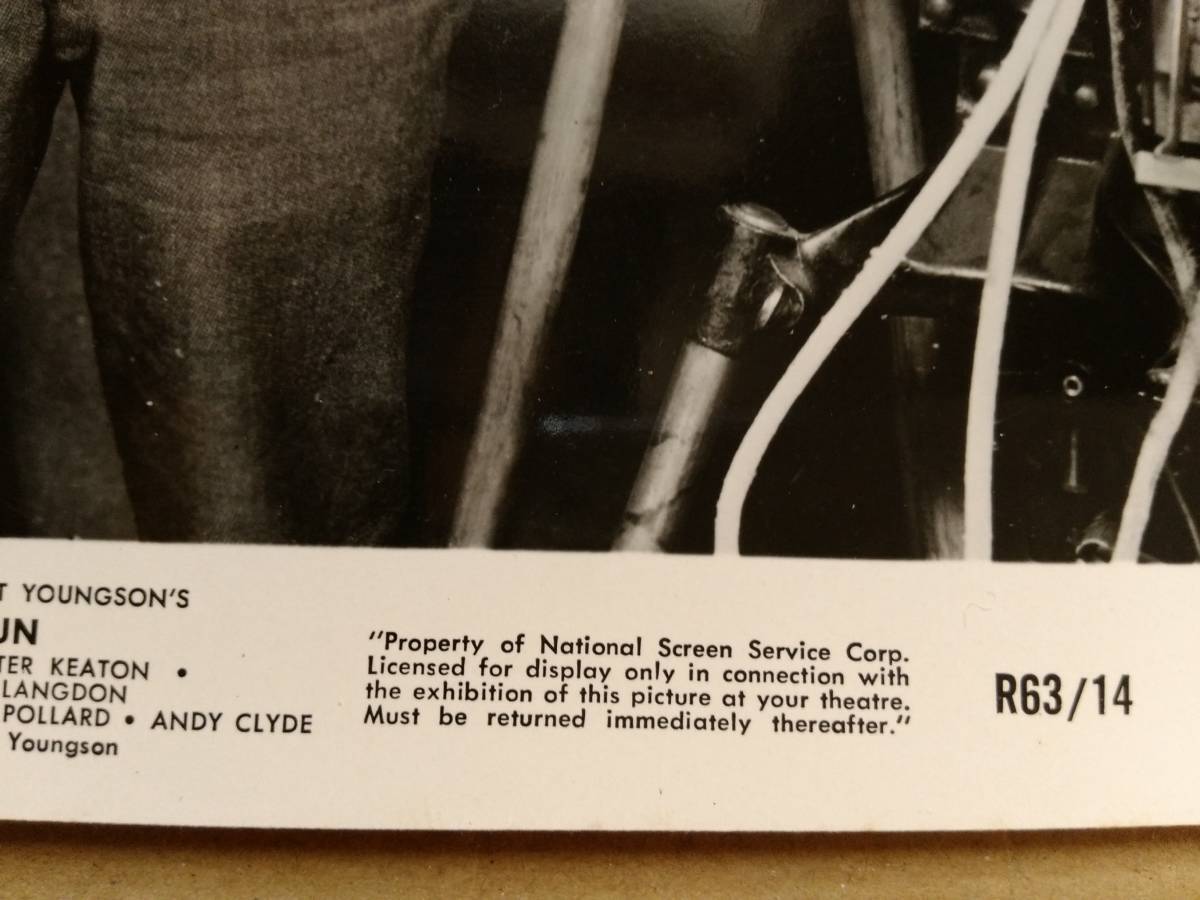 T YOUNGSON'S
UN
TER KEATON •
LANGDON
POLLARD • ANDY CLYDE
Youngson
"Property of National Screen Service Corp.
Licensed for display only in connection with
the exhibition of this picture at your theatre.
Must be returned immediately thereafter."
R63/14